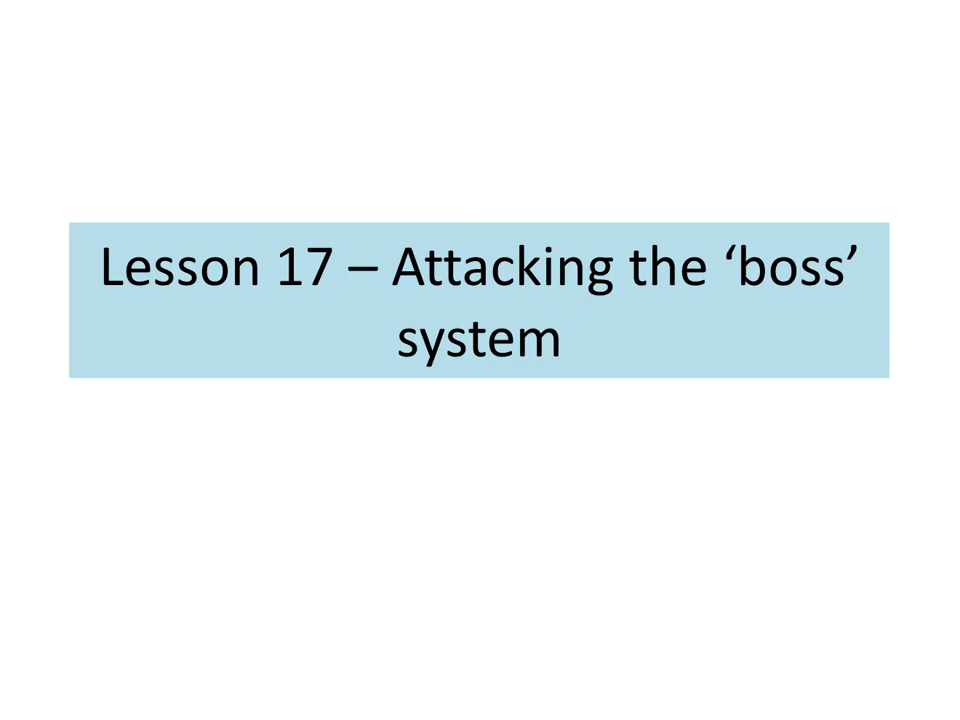 Lesson 17 – Attacking the ‘boss’
system